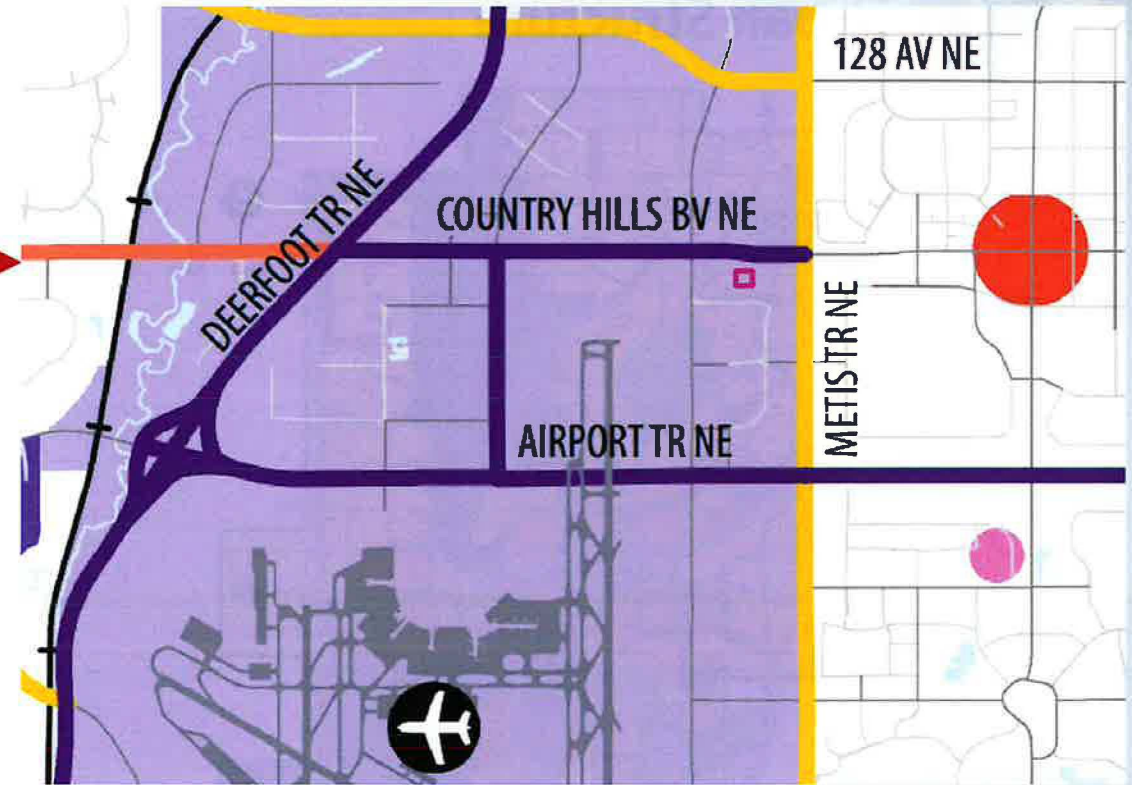 128 AV NE
DEERFOOT TR NE
COUNTRY HILLS BV NE
METIS TR NE
AIRPORT TR NE